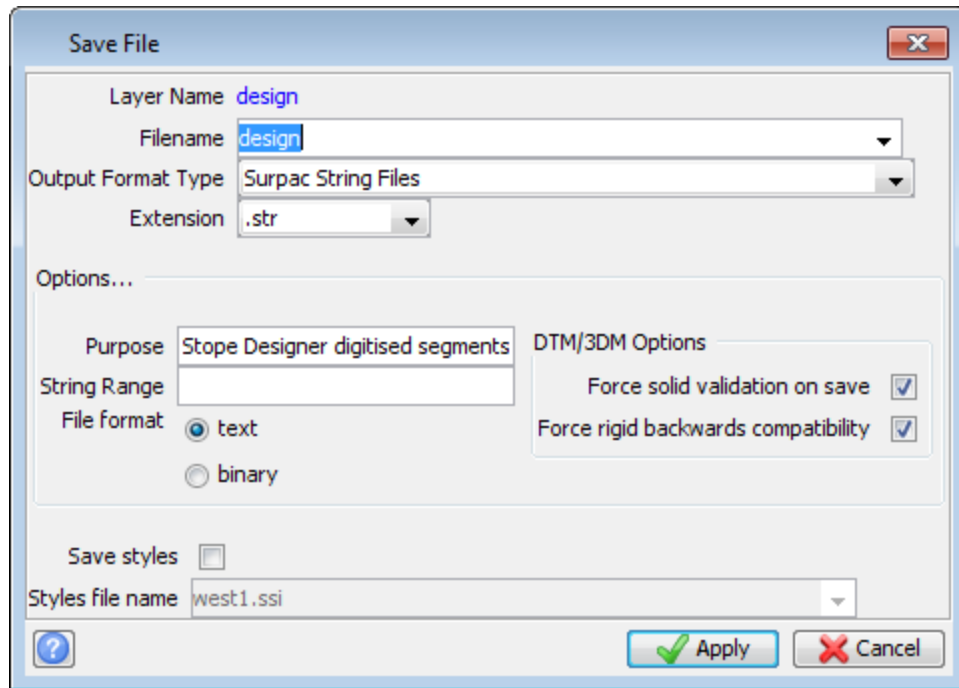 Save File
Layer Name design
Filename design
Output Format Type Surpac String Files
Extension .str
Options...
Purpose Stope Designer digitised segments
String Range
File format text
binary
DTM/3DM Options
Force solid validation on save
Force rigid backwards compatibility
Save styles
Styles file name west1.ssi
? Apply Cancel